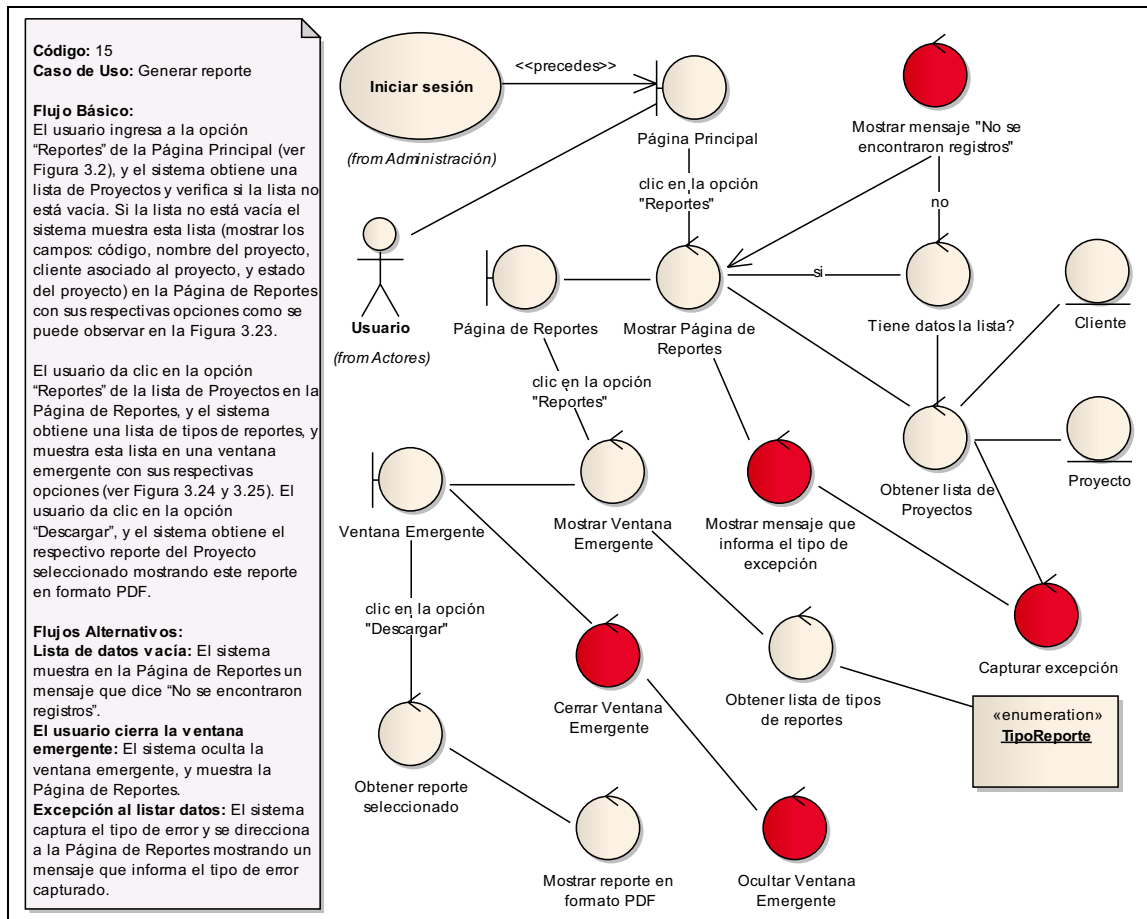 Código: 15
Caso de Uso: Generar reporte
Flujo Básico:
El usuario ingresa a la opción
“Reportes” de la Página Principal (ver
Figura 3.2), y el sistema obtiene una
lista de Proyectos y verifica si la lista no
está vacía. Si la lista no está vacía el
sistema muestra esta lista (mostrar los
campos: código, nombre del proyecto,
cliente asociado al proyecto, y estado
del proyecto) en la Página de Reportes
con sus respectivas opciones como se
puede observar en la Figura 3.23.
El usuario da clic en la opción
“Reportes” de la lista de Proyectos en la
Página de Reportes, y el sistema
obtiene una lista de tipos de reportes, y
muestra esta lista en una ventana
emergente con sus respectivas
opciones (ver Figura 3.24 y 3.25). El
usuario da clic en la opción
“Descargar”, y el sistema obtiene el
respectivo reporte del Proyecto
seleccionado mostrando este reporte
en formato PDF.
Flujos Alternativos:
Lista de datos vacía: El sistema
muestra en la Página de Reportes un
mensaje que dice “No se encontraron
registros”.
El usuario cierra la ventana
emergente: El sistema oculta la
ventana emergente, y muestra la
Página de Reportes.
Excepción al listar datos: El sistema
captura el tipo de error y se direcciona
a la Página de Reportes mostrando un
mensaje que informa el tipo de error
capturado.
Iniciar sesión
(from Administración)
<<precedes>>
Página Principal
Mostrar mensaje "No se
encontraron registros"
clic en la opción
"Reportes"
no
Usuario
(from Actores)
Página de Reportes
Mostrar Página de
Reportes
si
Tiene datos la lista?
Cliente
clic en la opción
"Reportes"
Ventana Emergente
Mostrar Ventana
Emergente
Mostrar mensaje que
informa el tipo de
excepción
Obtener lista de
Proyectos
Proyecto
clic en la opción
"Descargar"
Cerrar Ventana
Emergente
Obtener lista de tipos
de reportes
Capturar excepción
«enumeration»
TipoReporte
Obtener reporte
seleccionado
Mostrar reporte en
formato PDF
Ocultar Ventana
Emergente